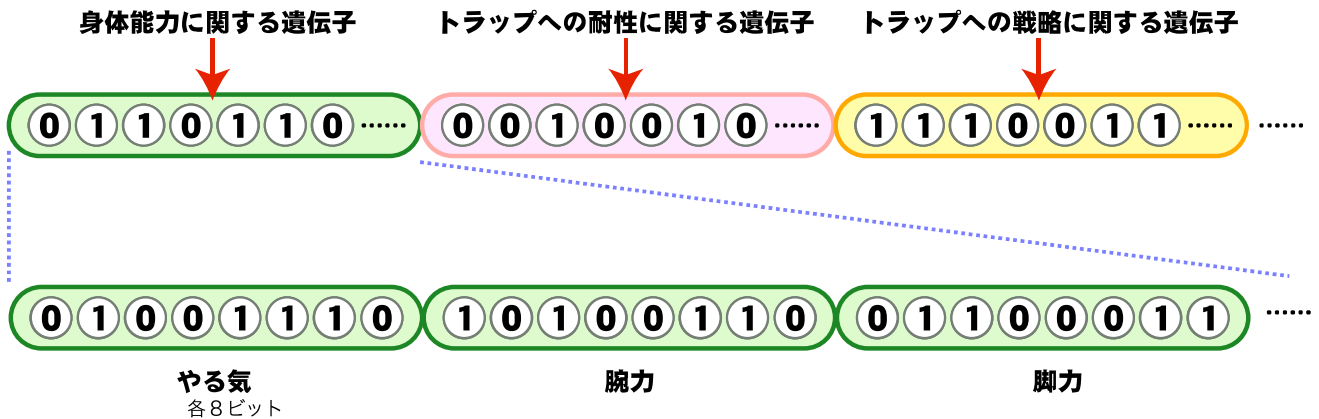 身体能力に関する遺伝子 トラップへの耐性に関する遺伝子 トラップへの戦略に関する遺伝子
0 1 1 0 1 1 0 …… 0 0 1 0 0 1 0 …… 1 1 1 0 0 1 1 …… ……
0 1 0 0 1 1 1 0 1 0 1 0 0 1 1 0 0 1 1 0 0 0 1 1 ……
やる気 腕力 脚力
各８ビット